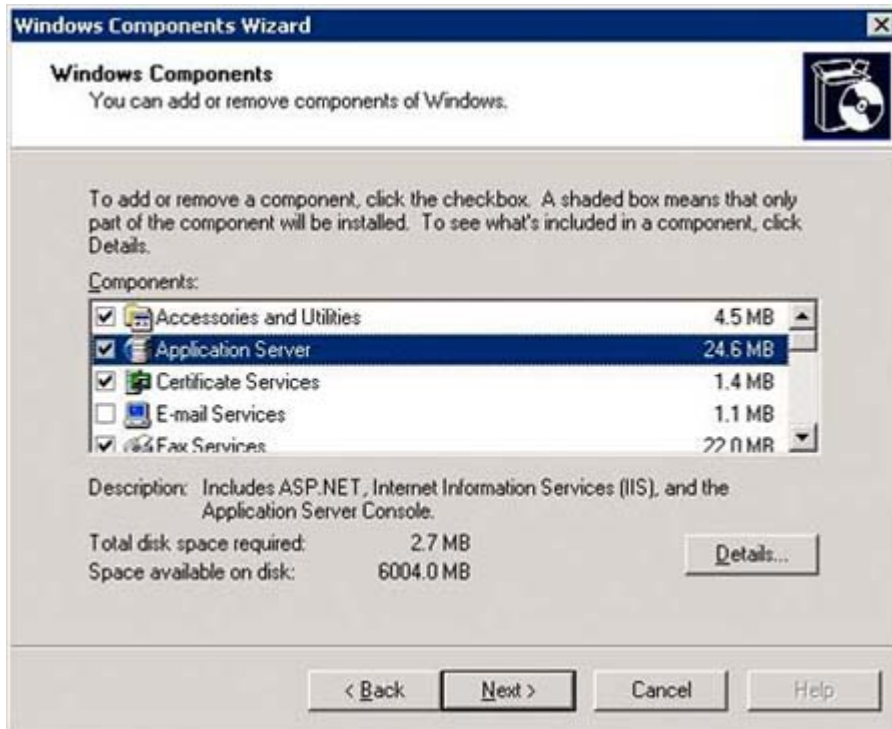 Windows Components Wizard
Windows Components
You can add or remove components of Windows.
To add or remove a component, click the checkbox. A shaded box means that only
part of the component will be installed. To see what's included in a component, click
Details.
Components:
Accessories and Utilities 4.5 MB
Application Server 24.6 MB
Certificate Services 1.4 MB
E-mail Services 1.1 MB
Fax Services 22.0 MB
Description: Includes ASP.NET, Internet Information Services (IIS), and the
Application Server Console.
Total disk space required: 2.7 MB
Space available on disk: 6004.0 MB
Details...
< Back
Next >
Cancel
Help